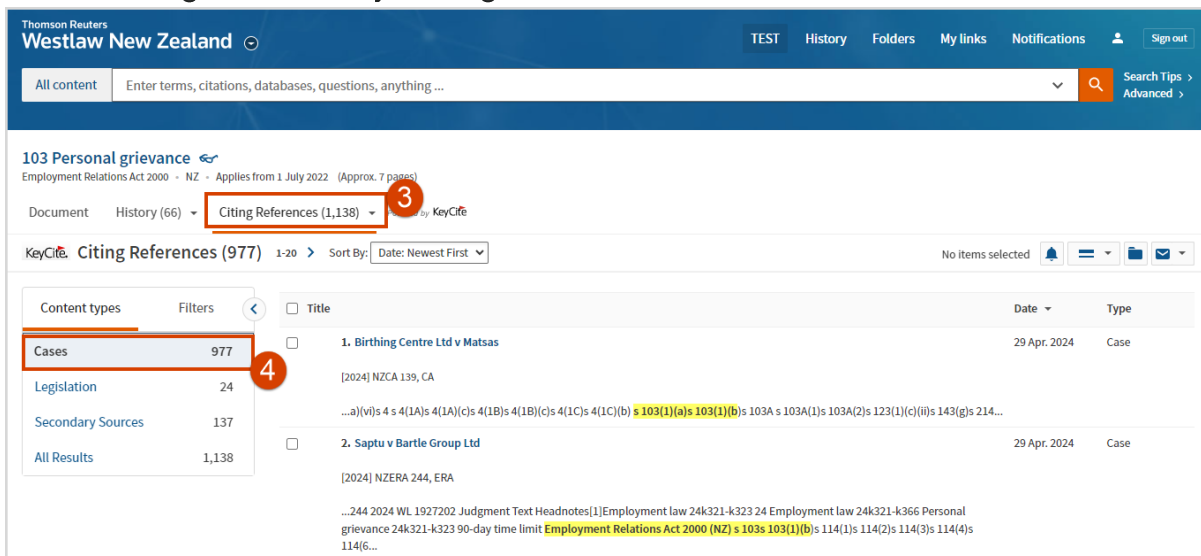 Thomson Reuters
Westlaw New Zealand
TEST History Folders My links Notifications Sign out
All content Enter terms, citations, databases, questions, anything ...
Search Tips >
Advanced >
103 Personal grievance
Employment Relations Act 2000 - NZ - Applies from 1 July 2022 (Approx. 7 pages)
Document History (66) Citing References (1,138) 3 by KeyCite
KeyCite. Citing References (977) 1-20 > Sort By: Date: Newest First No items selected
Content types Filters
Title Date Type
Cases 977
4
Legislation 24
Secondary Sources 137
All Results 1,138
1. Birthing Centre Ltd v Matsas 29 Apr. 2024 Case
[2024] NZCA 139, CA
...a)(vi)s 4 s 4(1A)s 4(1A)(c)s 4(1B)s 4(1B)(c)s 4(1C)s 4(1C)(b) s 103(1)(a)s 103(1)(b)s 103A s 103A(1)s 103A(2)s 123(1)(c)(ii)s 143(g)s 214...
2. Saptu v Bartle Group Ltd 29 Apr. 2024 Case
[2024] NZERA 244, ERA
...244 2024 WL 1927202 Judgment Text Headnotes[1]Employment law 24k321-k323 24 Employment law 24k321-k366 Personal
grievance 24k321-k323 90-day time limit Employment Relations Act 2000 (NZ) s 103s 103(1)(b)s 114(1)s 114(2)s 114(3)s 114(4)s
114(6...